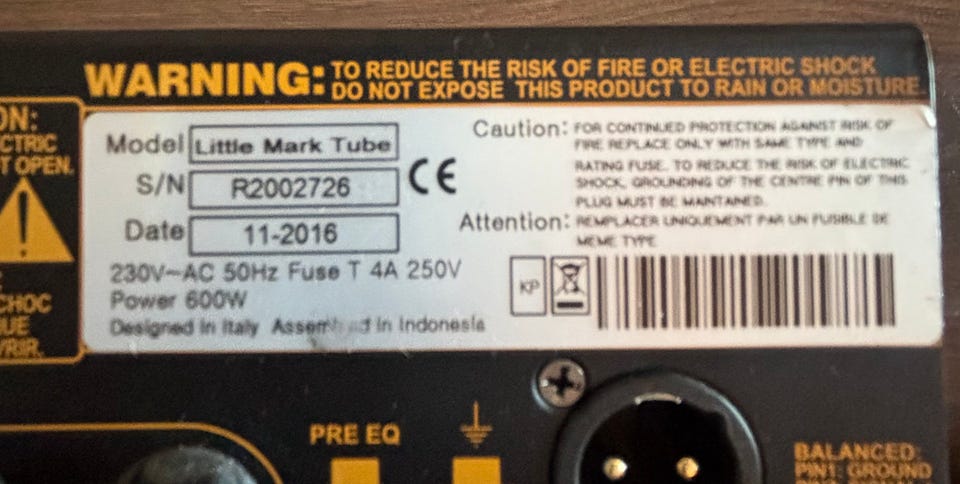 WARNING: TO REDUCE THE RISK OF FIRE OR ELECTRIC SHOCK
DO NOT EXPOSE THIS PRODUCT TO RAIN OR MOISTURE.
ON:
CTRIC
T OPEN.
CHOC
UE
/RIR.
Model Little Mark Tube
S/N R2002726
CE
Date 11-2016
230V~AC 50Hz Fuse T 4A 250V
Power 600W
Designed in Italy Assembled in Indonesia
Caution: FOR CONTINUED PROTECTION AGAINST RISK OF
FIRE REPLACE ONLY WITH SAME TYPE AND
RATING FUSE. TO REDUCE THE RISK OF ELECTRIC
SHOCK, GROUNDING OF THE CENTRE PIN OF THIS
PLUG MUST BE MAINTAINED.
Attention: REMPLACER UNIQUEMENT PAR UN FUSIBLE DE
MEME TYPE
KP
PRE EQ
BALANCED:
PIN1: GROUND